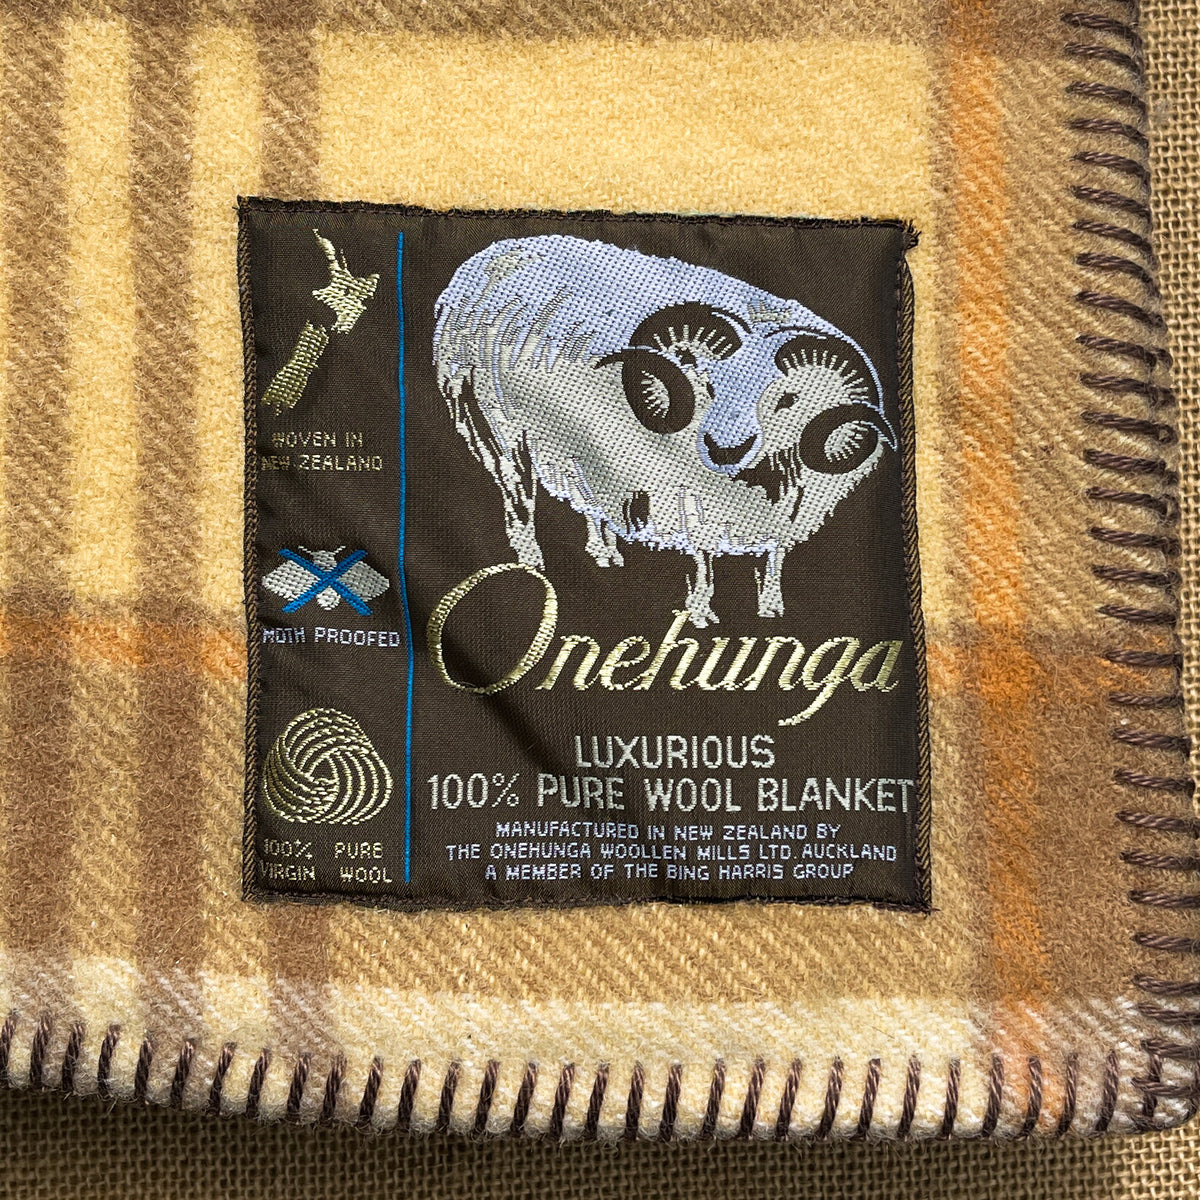 WOVEN IN
NEW ZEALAND
MOTH PROOFED
100% PURE
VIRGIN WOOL
Onehunga
LUXURIOUS
100% PURE WOOL BLANKET
MANUFACTURED IN NEW ZEALAND BY
THE ONEHUNGA WOOLLEN MILLS LTD. AUCKLAND
A MEMBER OF THE BING HARRIS GROUP